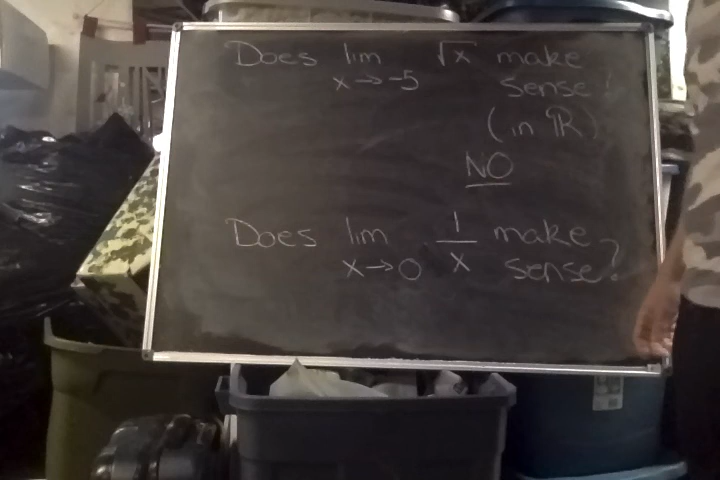 Does lim √x make
x→-5 sense?
(in ℝ)
NO
Does lim 1/x make
x→0 sense?